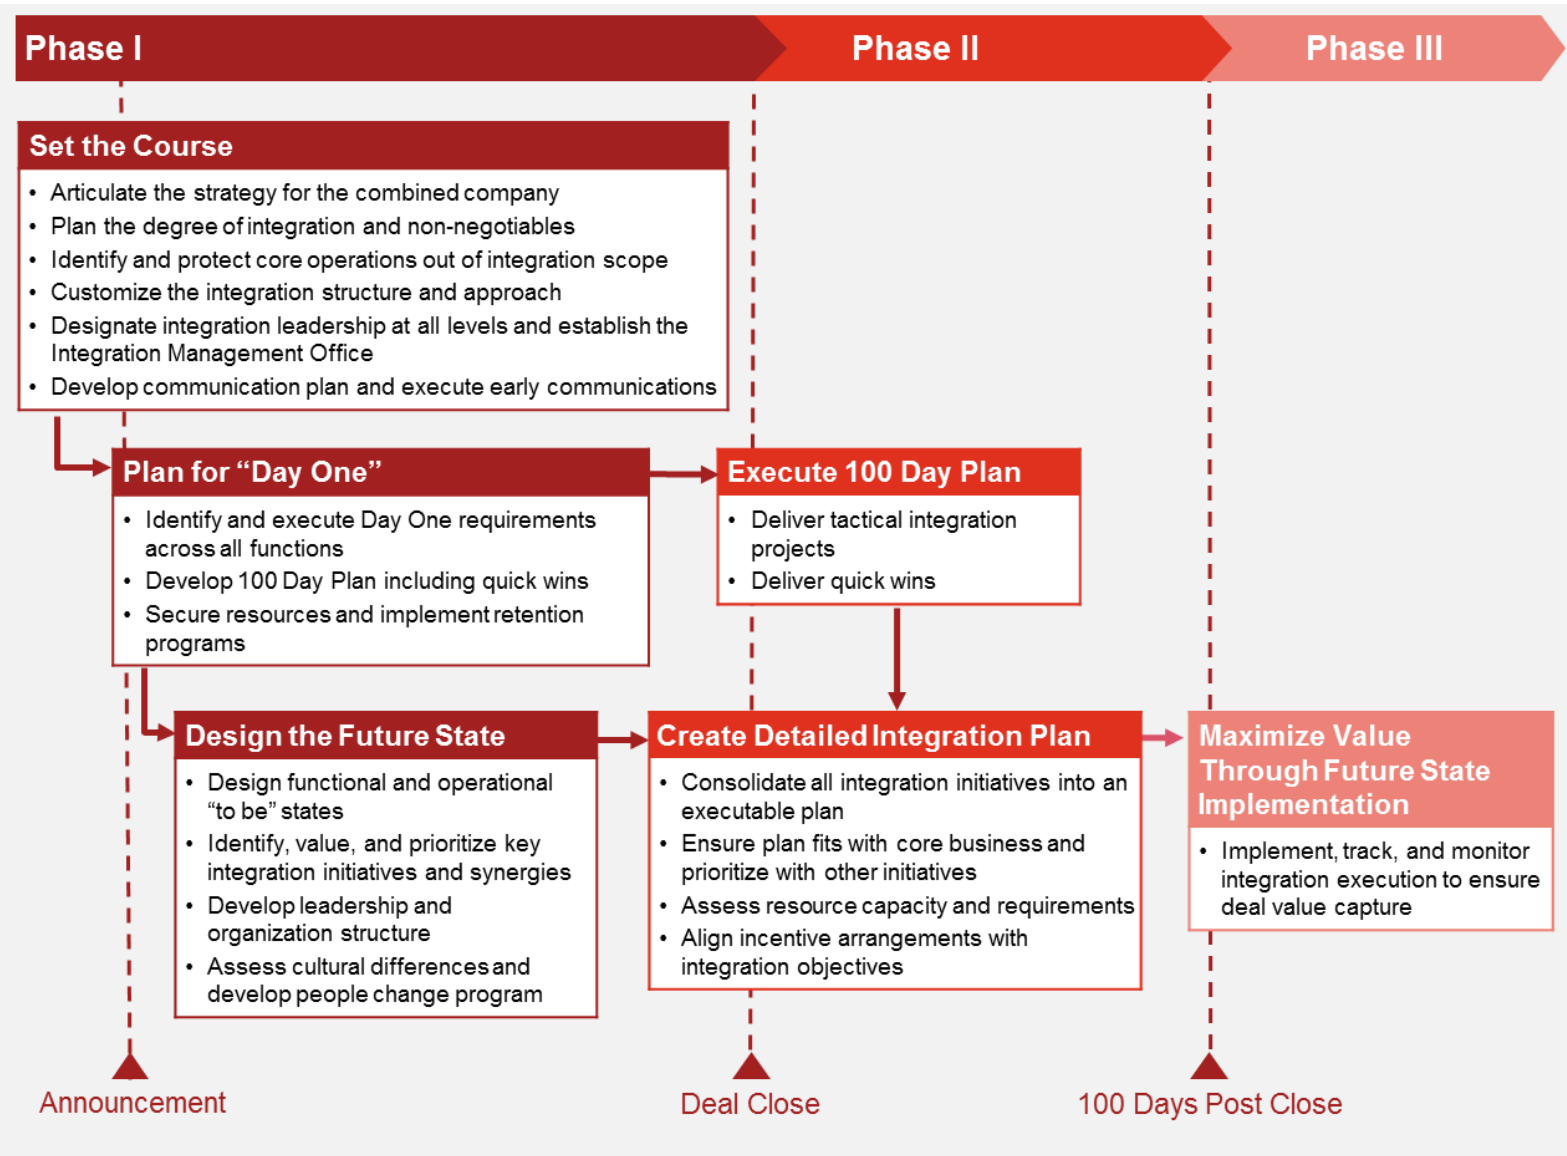 Phase I
Phase II
Phase III
Set the Course
• Articulate the strategy for the combined company
• Plan the degree of integration and non-negotiables
• Identify and protect core operations out of integration scope
• Customize the integration structure and approach
• Designate integration leadership at all levels and establish the
Integration Management Office
• Develop communication plan and execute early communications
Plan for “Day One”
• Identify and execute Day One requirements
across all functions
• Develop 100 Day Plan including quick wins
• Secure resources and implement retention
programs
Execute 100 Day Plan
• Deliver tactical integration
projects
• Deliver quick wins
Design the Future State
• Design functional and operational
“to be” states
• Identify, value, and prioritize key
integration initiatives and synergies
• Develop leadership and
organization structure
• Assess cultural differences and
develop people change program
Create Detailed Integration Plan
• Consolidate all integration initiatives into an
executable plan
• Ensure plan fits with core business and
prioritize with other initiatives
• Assess resource capacity and requirements
• Align incentive arrangements with
integration objectives
Maximize Value
Through Future State
Implementation
• Implement, track, and monitor
integration execution to ensure
deal value capture
Announcement
Deal Close
100 Days Post Close